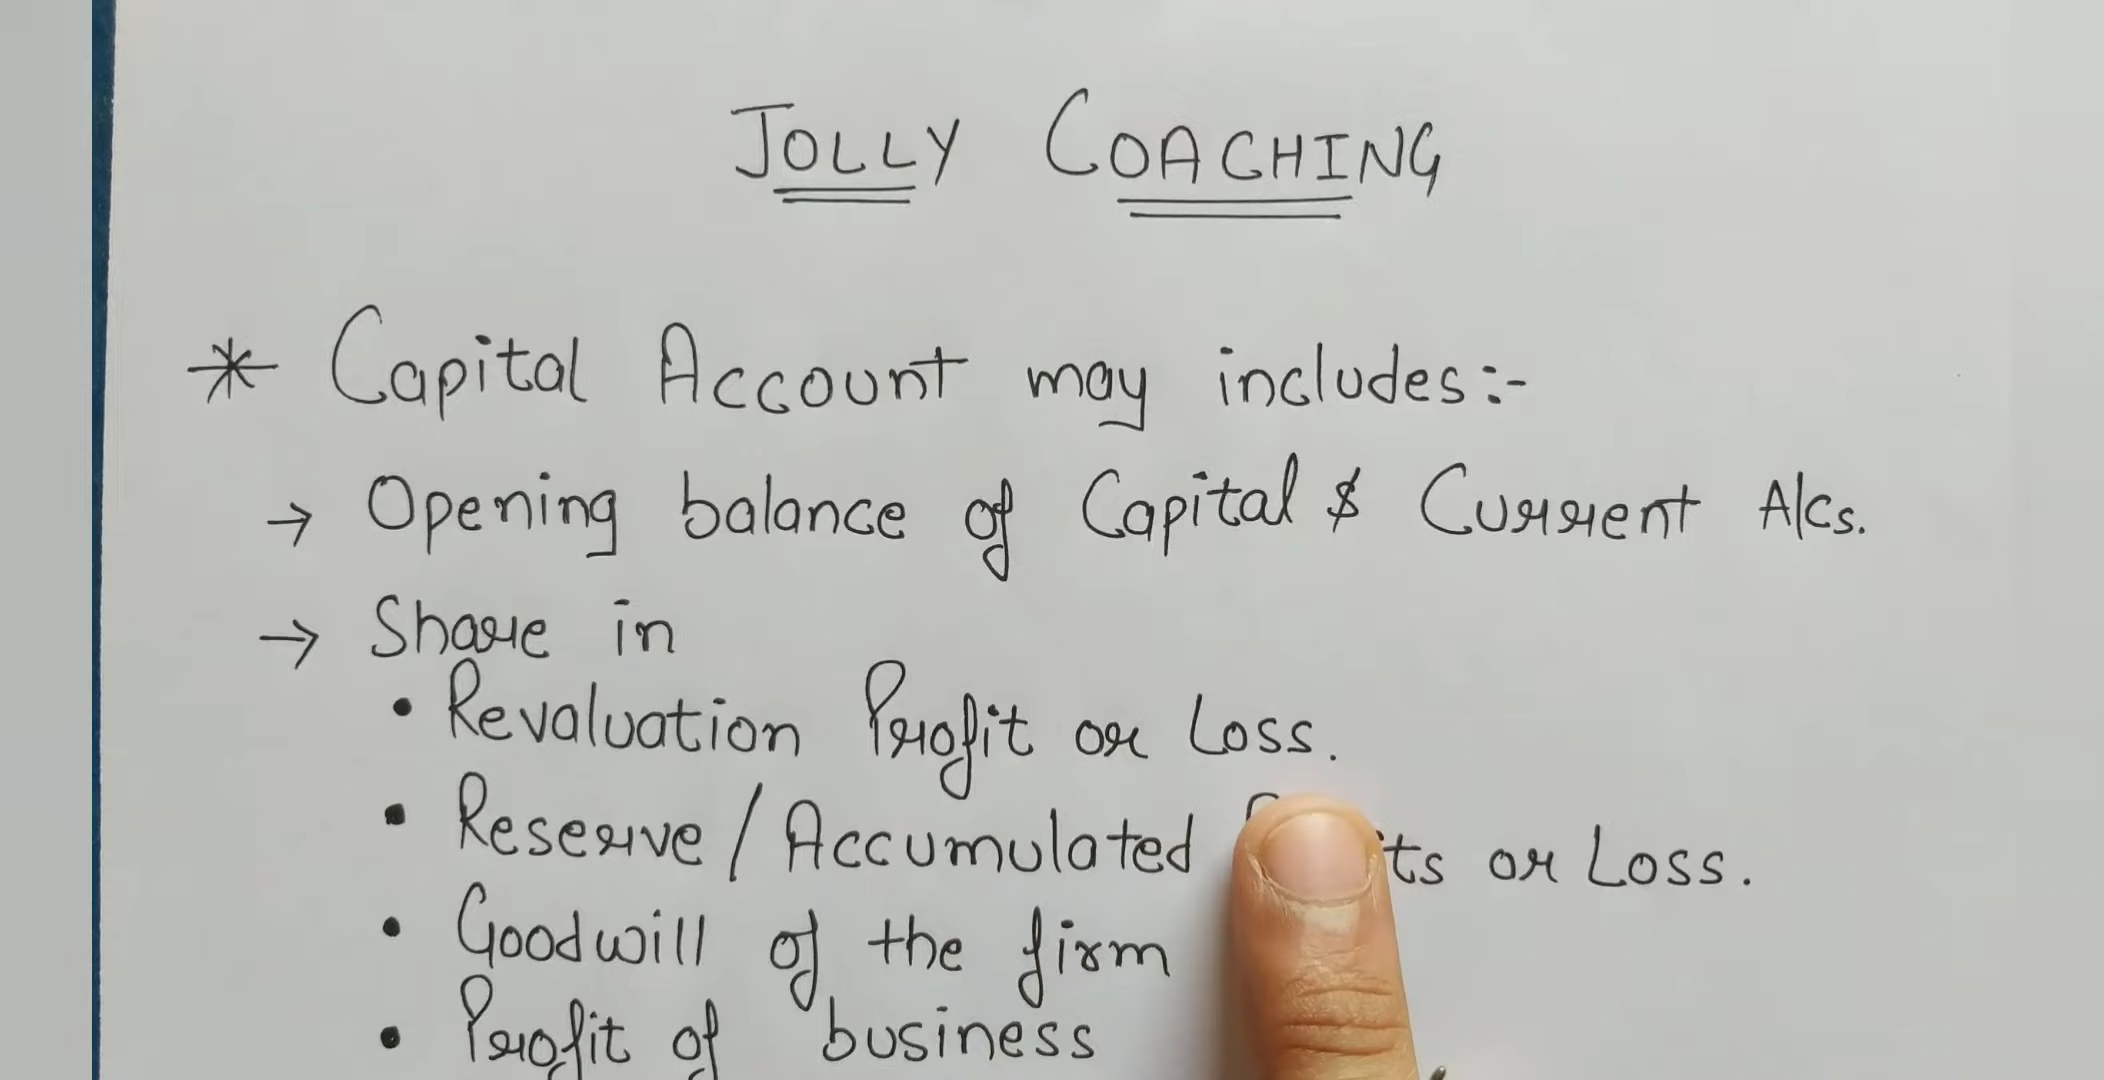 JOLLY COACHING
* Capital Account may includes:-
→ Opening balance of Capital & Current A/cs.
→ Share in
• Revaluation Profit or Loss.
• Reserve / Accumulated or Loss.
• Goodwill of the firm
• Profit of business